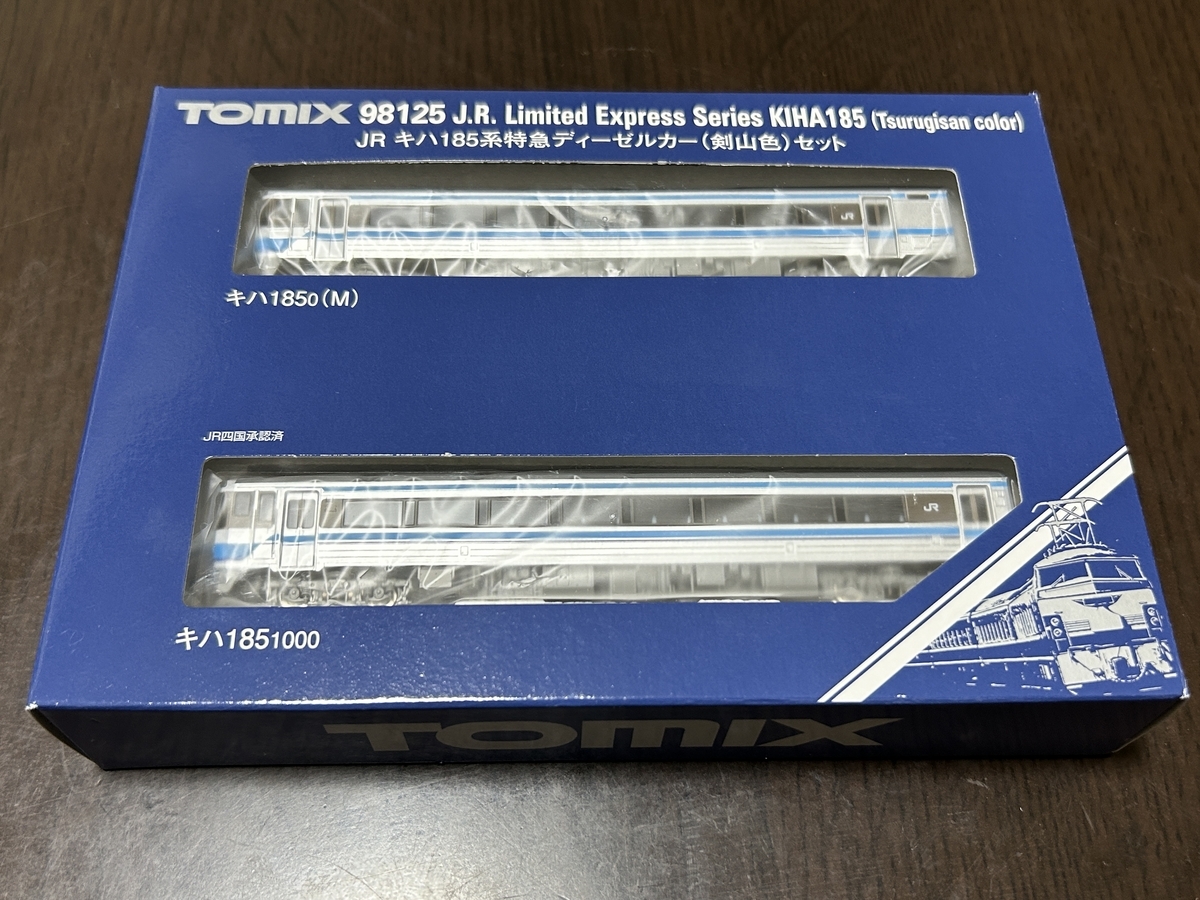 TOMIX 98125 J.R. Limited Express Series KIHA185 (Tsurugisan color)
JR キハ185系特急ディーゼルカー(剣山色)セット
JR
キハ1850(M)
JR四国承認済
JR
キハ1851000
TOMIX